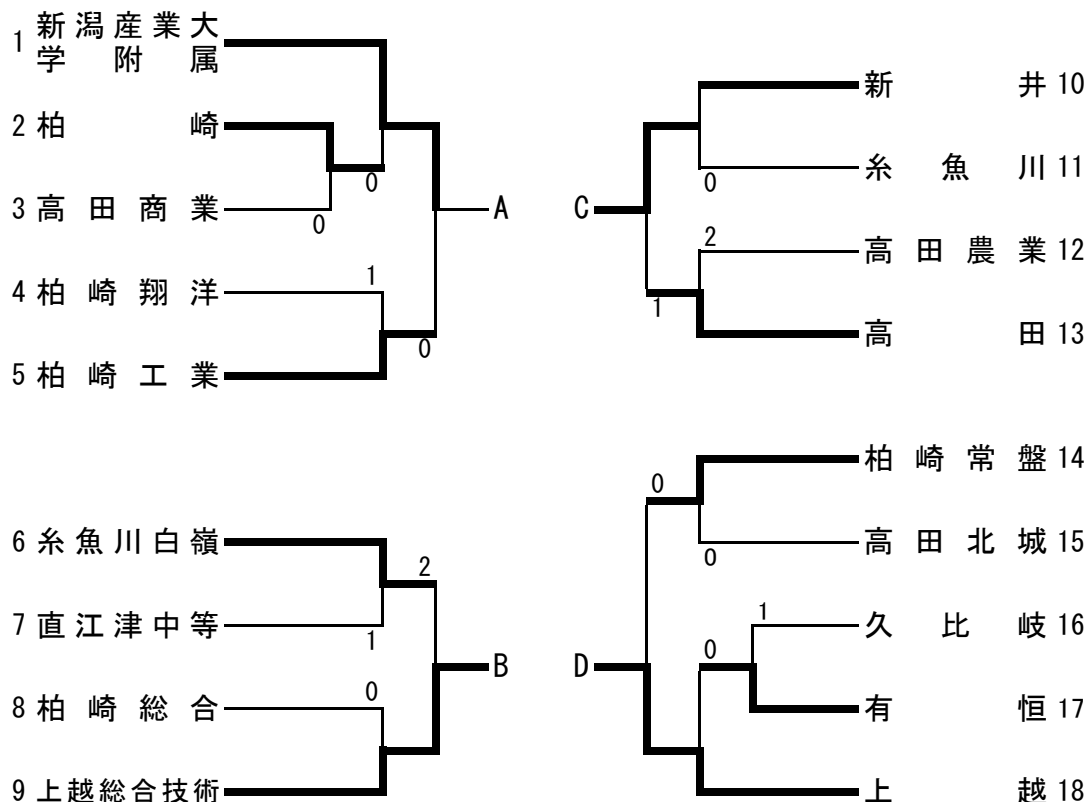 1 新潟産業大
学附属
2 柏崎
0
3 高田商業
0
A
4 柏崎翔洋
1
0
5 柏崎工業
6 糸魚川白嶺
2
7 直江津中等
1
B
8 柏崎総合
0
9 上越総合技術
新井 10
糸魚川 11
0
C
2
高田農業 12
1
高田 13
柏崎常盤 14
0
高田北城 15
0
1
久比岐 16
0
D
有恒 17
上越 18